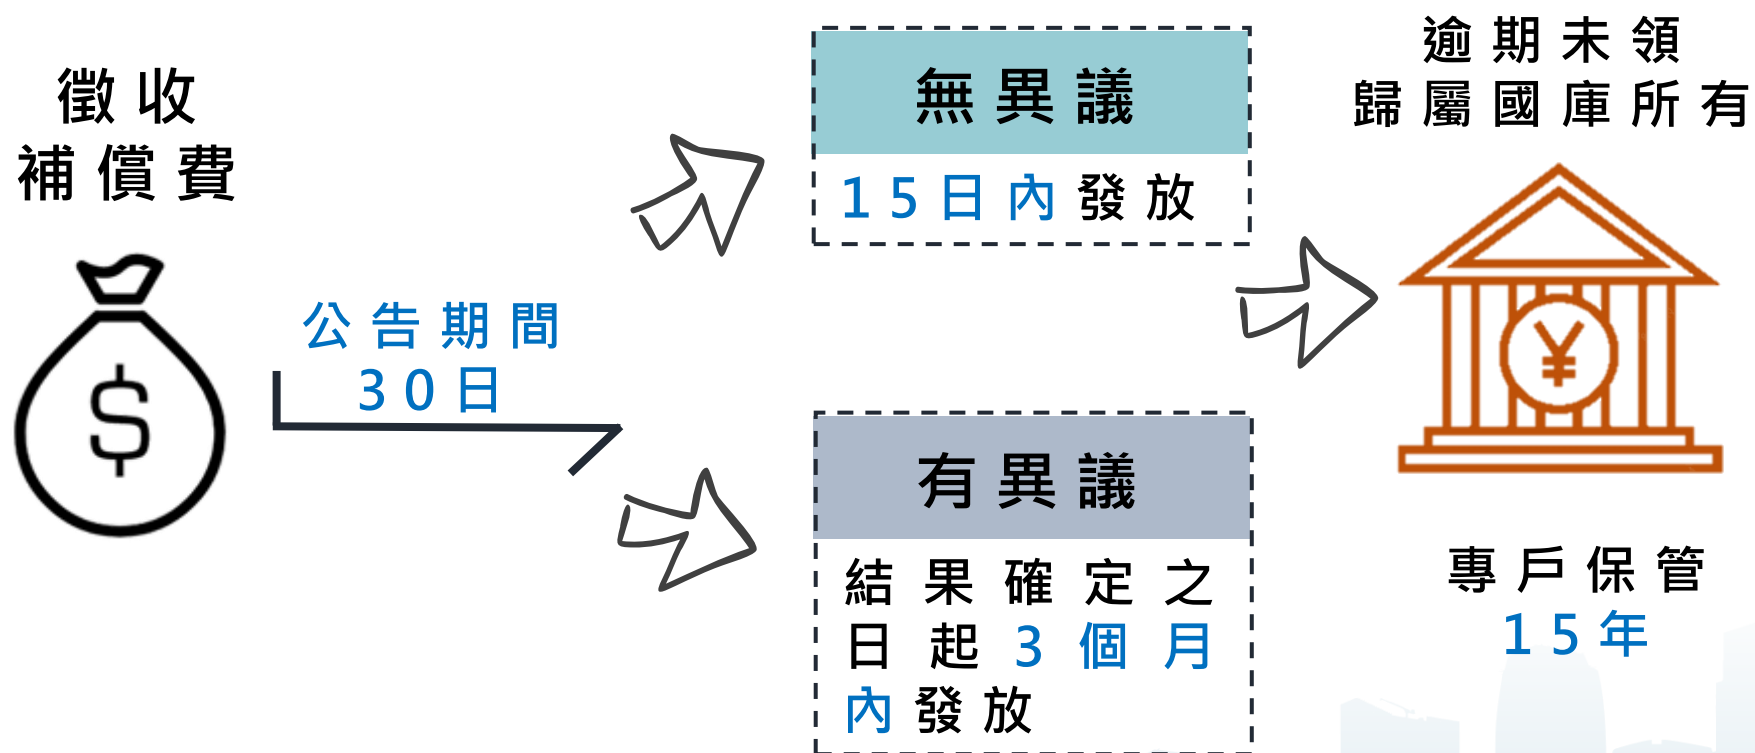 徵收
補償費
$
公告期間
30日
無異議
15日內發放
有異議
結果確定之
日起3個月
內發放
逾期未領
歸屬國庫所有
¥
專戶保管
15年